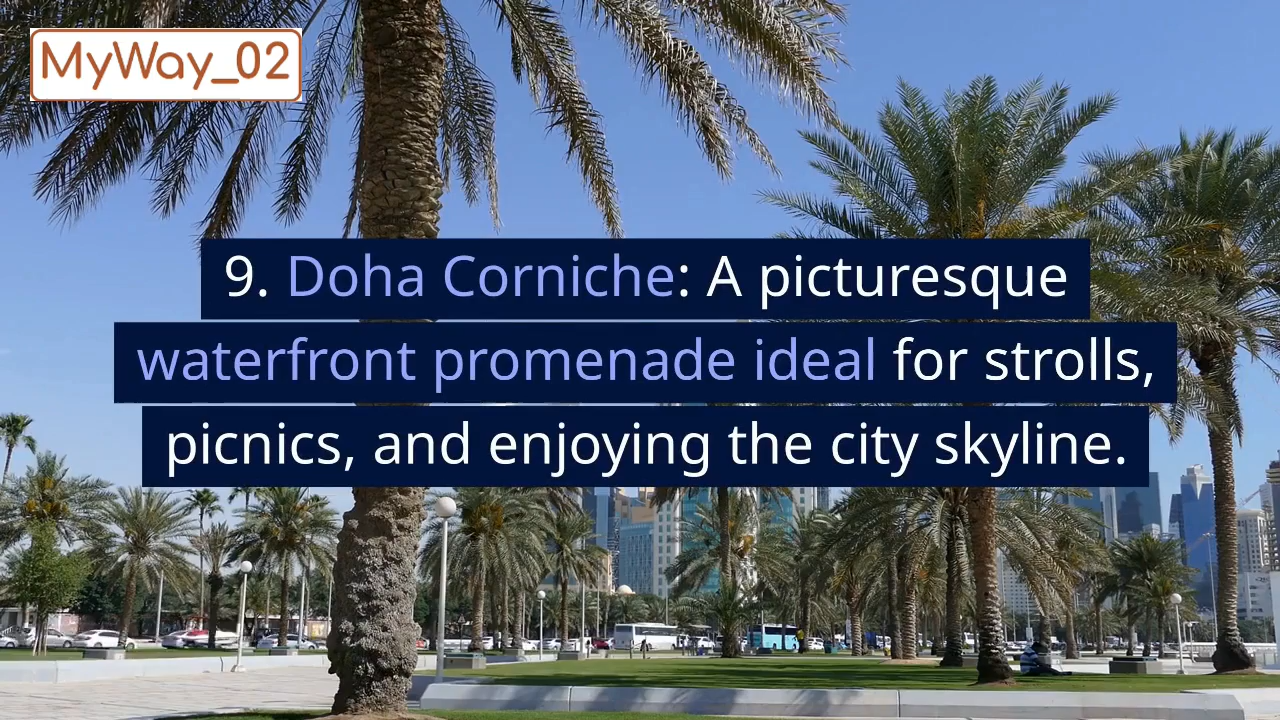 MyWay_02
9. Doha Corniche: A picturesque
waterfront promenade ideal for strolls,
picnics, and enjoying the city skyline.